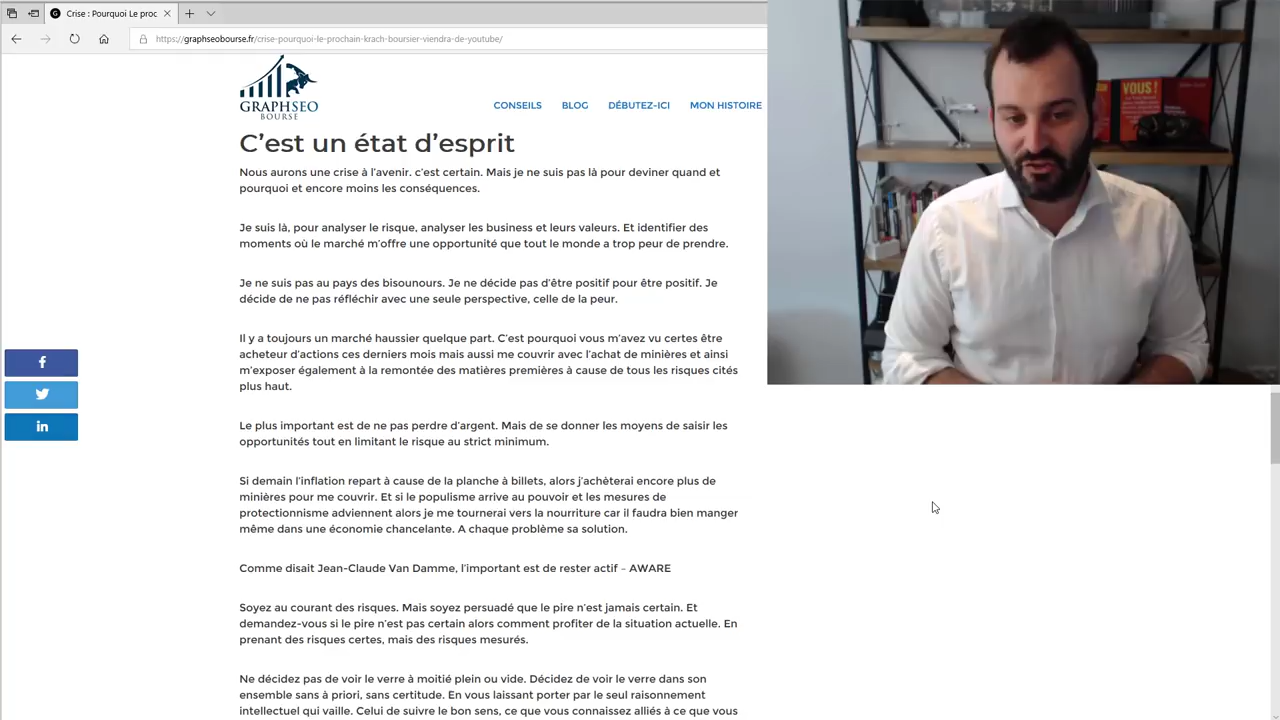 Crise : Pourquoi Le proc
https://graphseobourse.fr/crise-pourquoi-le-prochain-krach-boursier-viendra-de-youtube/
GRAPHSEO
BOURSE
CONSEILS BLOG DÉBUTEZ-ICI MON HISTOIRE
C’est un état d’esprit
Nous aurons une crise à l’avenir. c’est certain. Mais je ne suis pas là pour deviner quand et
pourquoi et encore moins les conséquences.
Je suis là, pour analyser le risque, analyser les business et leurs valeurs. Et identifier des
moments où le marché m’offre une opportunité que tout le monde a trop peur de prendre.
Je ne suis pas au pays des bisounours. Je ne décide pas d’être positif pour être positif. Je
décide de ne pas réfléchir avec une seule perspective, celle de la peur.
Il y a toujours un marché haussier quelque part. C’est pourquoi vous m’avez vu certes être
acheteur d’actions ces derniers mois mais aussi me couvrir avec l’achat de minières et ainsi
m’exposer également à la remontée des matières premières à cause de tous les risques cités
plus haut.
Le plus important est de ne pas perdre d’argent. Mais de se donner les moyens de saisir les
opportunités tout en limitant le risque au strict minimum.
Si demain l’inflation repart à cause de la planche à billets, alors j’achèterai encore plus de
minières pour me couvrir. Et si le populisme arrive au pouvoir et les mesures de
protectionnisme adviennent alors je me tournerai vers la nourriture car il faudra bien manger
même dans une économie chancelante. A chaque problème sa solution.
Comme disait Jean-Claude Van Damme, l’important est de rester actif – AWARE
Soyez au courant des risques. Mais soyez persuadé que le pire n’est jamais certain. Et
demandez-vous si le pire n’est pas certain alors comment profiter de la situation actuelle. En
prenant des risques certes, mais des risques mesurés.
Ne décidez pas de voir le verre à moitié plein ou vide. Décidez de voir le verre dans son
ensemble sans à priori, sans certitude. En vous laissant porter par le seul raisonnement
intellectuel qui vaille. Celui de suivre le bon sens, ce que vous connaissez alliés à ce que vous
VOUS !